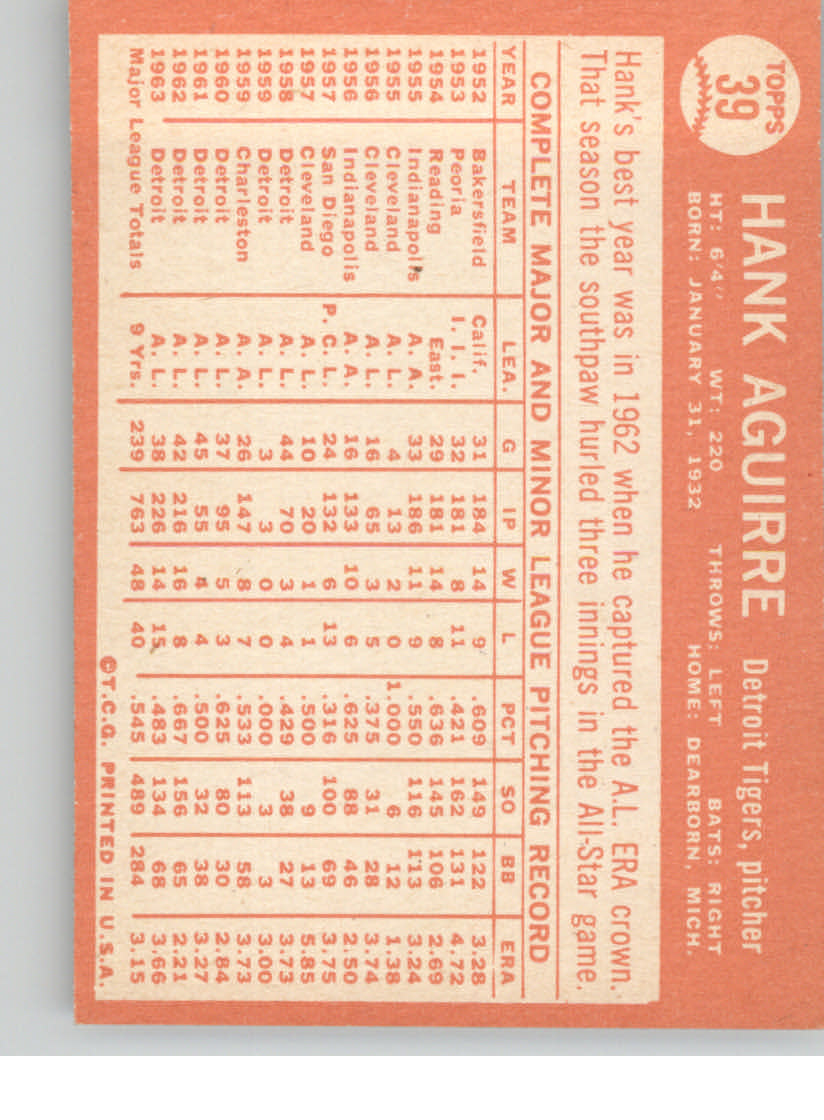 TOPPS
39
HANK AGUIRRE Detroit Tigers, pitcher
HT: 6'4" WT: 220 THROWS: LEFT BATS: RIGHT
BORN: JANUARY 31, 1932 HOME: DEARBORN, MICH.
Hank's best year was in 1962 when he captured the A.L. ERA crown.
That season the southpaw hurled three innings in the All-Star game.
COMPLETE MAJOR AND MINOR LEAGUE PITCHING RECORD
YEAR TEAM LEA. G IP W L PCT SO BB ERA
1952 Bakersfield Calif. 31 184 14 9 .609 149 122 3.28
1953 Peoria I. I. I. 32 181 8 11 .421 162 131 4.72
1954 Reading East. 29 181 14 8 .636 145 106 2.69
1955 Indianapolis A. A. 33 186 11 9 .550 116 113 3.24
1955 Cleveland A. L. 4 13 2 0 1.000 6 12 1.38
1956 Cleveland A. L. 16 65 3 5 .375 31 28 3.74
1956 Indianapolis A. A. 16 133 10 6 .625 88 46 2.50
1957 San Diego P. C. L. 24 132 6 13 .316 100 69 3.75
1957 Cleveland A. L. 10 20 1 1 .500 9 13 5.85
1958 Detroit A. L. 44 70 3 4 .429 38 27 3.73
1959 Detroit A. L. 3 3 0 0 .000 3 3 3.00
1959 Charleston A. A. 26 147 8 7 .533 113 58 3.73
1960 Detroit A. L. 37 95 5 3 .625 80 30 2.84
1961 Detroit A. L. 45 55 4 4 .500 32 38 3.27
1962 Detroit A. L. 42 216 16 8 .667 156 65 2.21
1963 Detroit A. L. 38 226 14 15 .483 134 68 3.66
Major League Totals 9 Yrs. 239 763 48 40 .545 489 284 3.15
©T.C.G. PRINTED IN U.S.A.